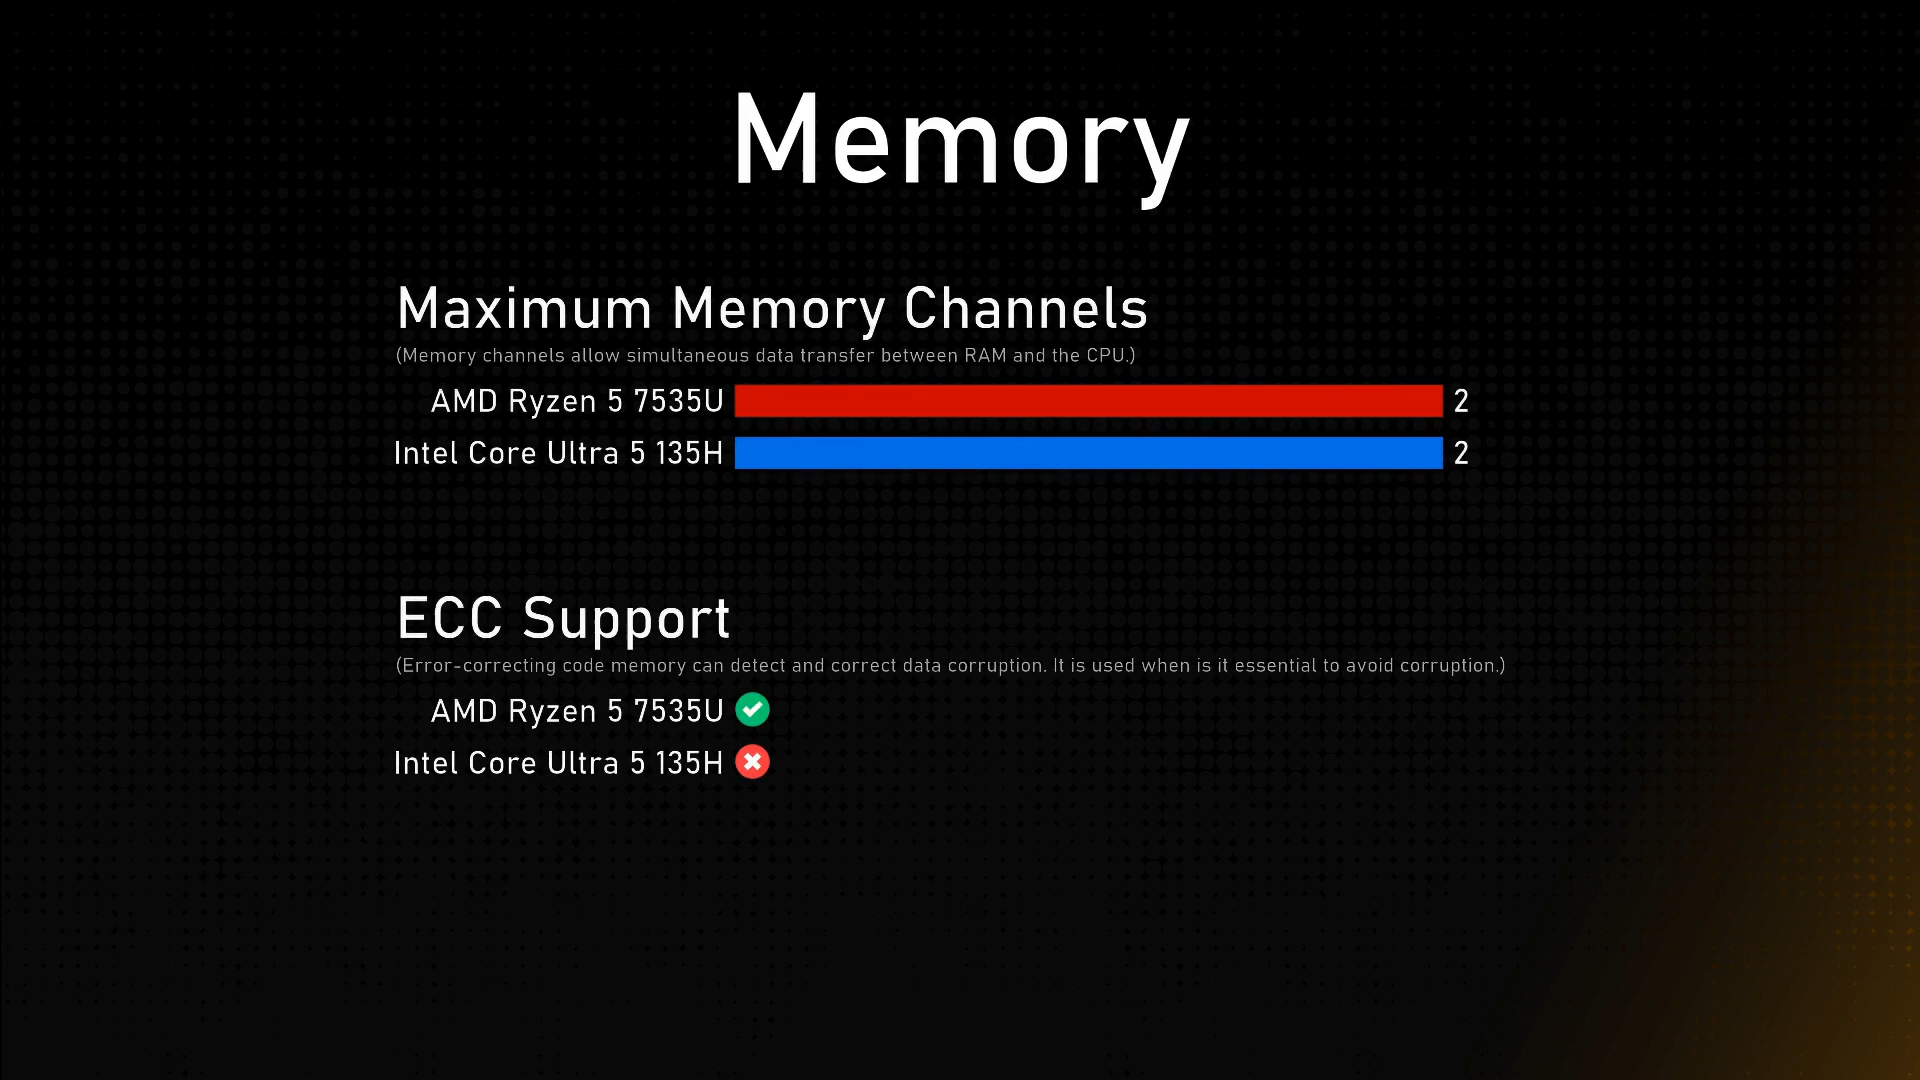 Memory
Maximum Memory Channels
(Memory channels allow simultaneous data transfer between RAM and the CPU.)
AMD Ryzen 5 7535U 2
Intel Core Ultra 5 135H 2
ECC Support
(Error-correcting code memory can detect and correct data corruption. It is used when is it essential to avoid corruption.)
AMD Ryzen 5 7535U
Intel Core Ultra 5 135H